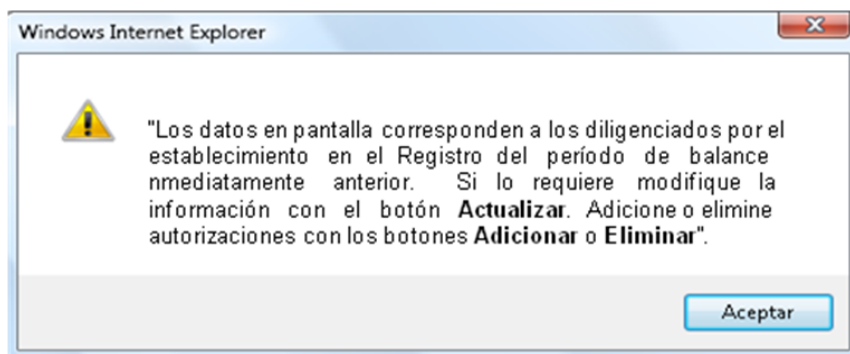 Windows Internet Explorer
"Los datos en pantalla corresponden a los diligenciados por el
establecimiento en el Registro del período de balance
nmediatamente anterior. Si lo requiere modifique la
información con el botón Actualizar. Adicione o elimine
autorizaciones con los botones Adicionar o Eliminar".
Aceptar